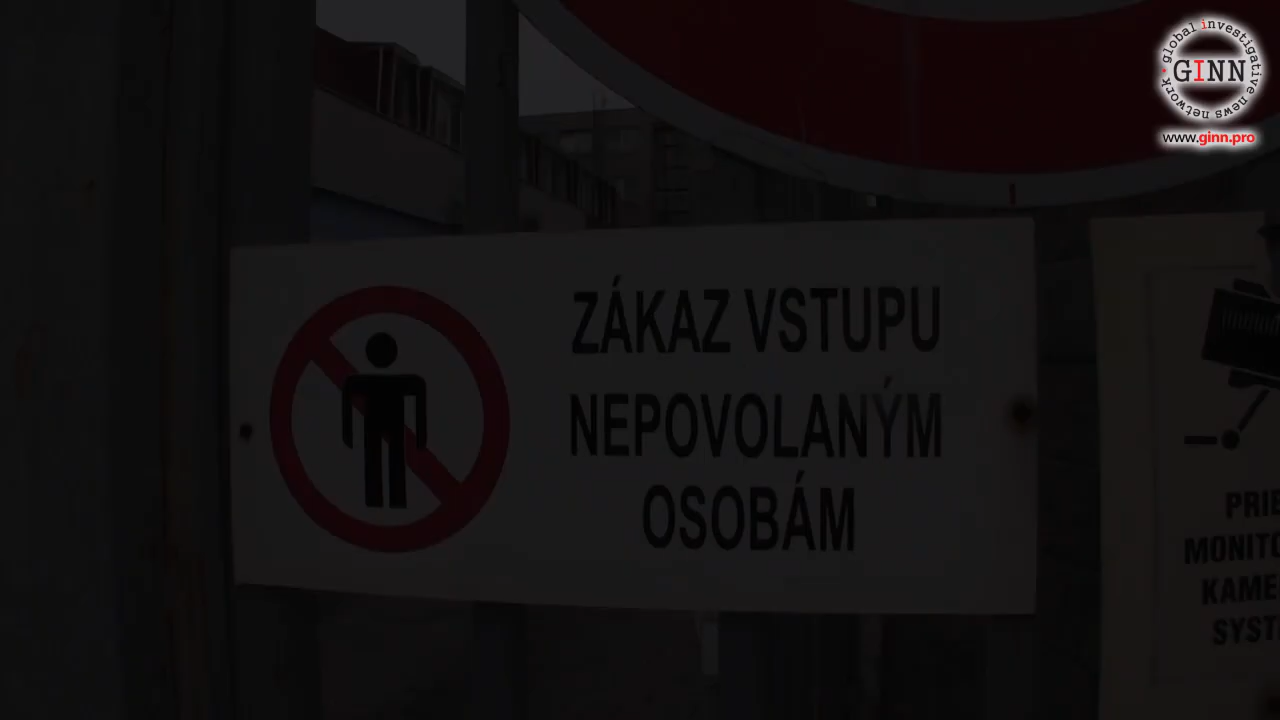 global investigative news network
GINN
www.ginn.pro
ZÁKAZ VSTUPU
NEPOVOLANÝM
OSOBÁM